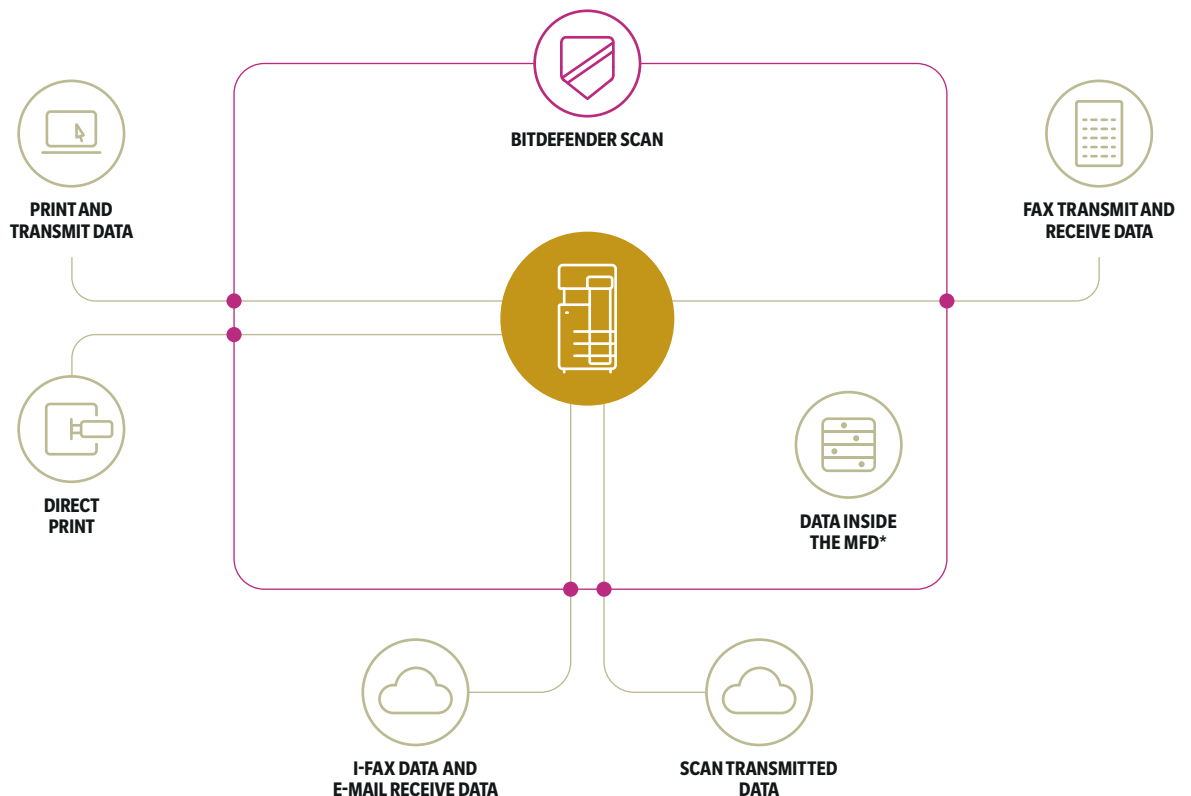 BITDEFENDER SCAN
PRINT AND
TRANSMIT DATA
FAX TRANSMIT AND
RECEIVE DATA
DIRECT
PRINT
DATA INSIDE
THE MFD*
I-FAX DATA AND
E-MAIL RECEIVE DATA
SCAN TRANSMITTED
DATA